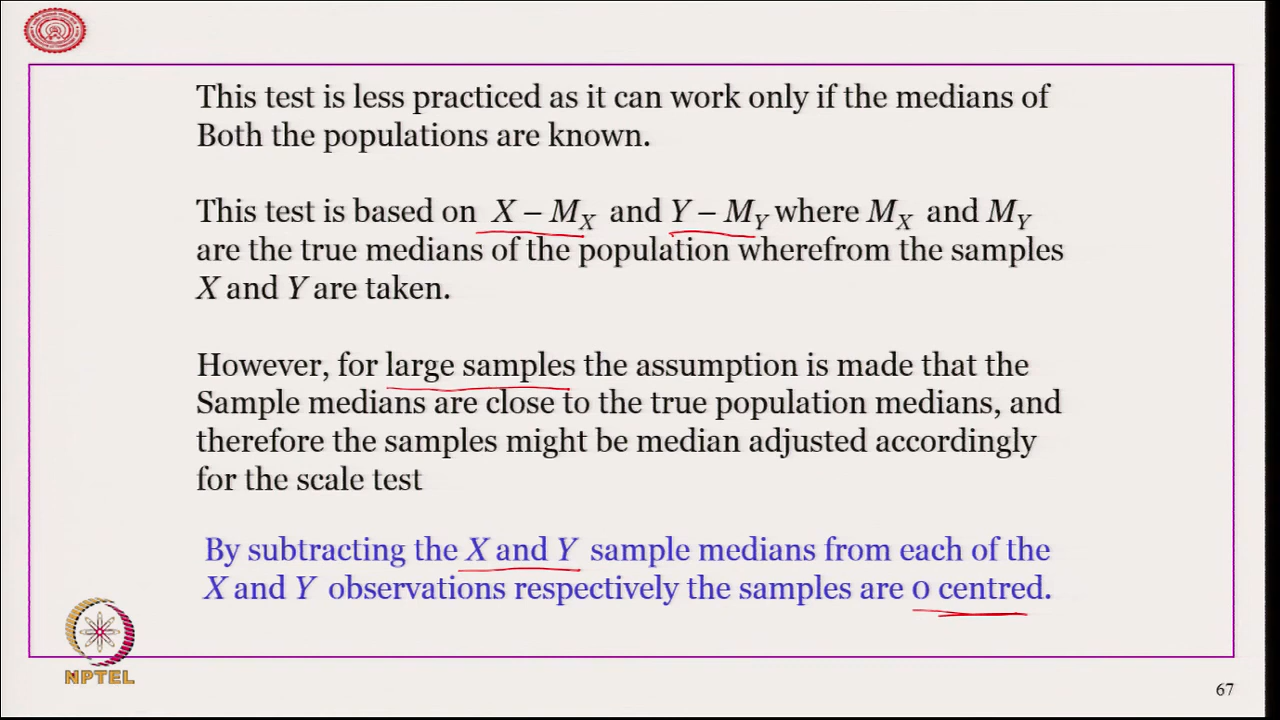 This test is less practiced as it can work only if the medians of
Both the populations are known.
This test is based on X – M_X and Y – M_Y where M_X and M_Y
are the true medians of the population wherefrom the samples
X and Y are taken.
However, for large samples the assumption is made that the
Sample medians are close to the true population medians, and
therefore the samples might be median adjusted accordingly
for the scale test
By subtracting the X and Y sample medians from each of the
X and Y observations respectively the samples are 0 centred.
NPTEL
67